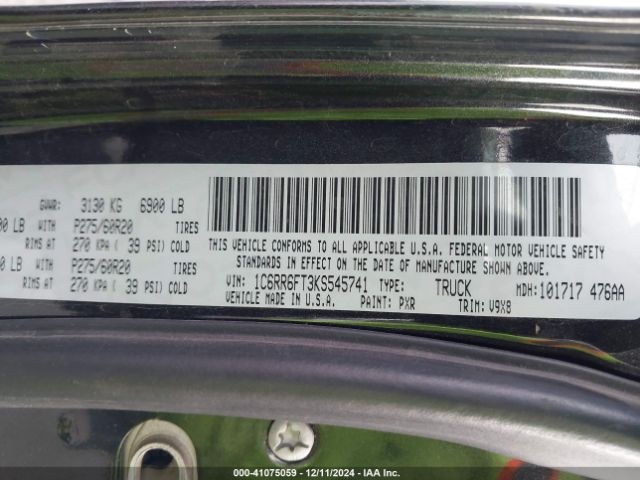 GVWR: 3130 KG 6900 LB
00 LB WITH P275/60R20 TIRES
RIMS AT 270 KPA ( 39 PSI) COLD
0 LB WITH P275/60R20 TIRES
RIMS AT 270 KPA ( 39 PSI) COLD
THIS VEHICLE CONFORMS TO ALL APPLICABLE U.S.A. FEDERAL MOTOR VEHICLE SAFETY
STANDARDS IN EFFECT ON THE DATE OF MANUFACTURE SHOWN ABOVE.
VIN: 1C6RR6FT3KS545741 TYPE: TRUCK MDH: 101717 476AA
VEHICLE MADE IN U.S.A. PAINT: PXR TRIM: V9X8
000-41075059 - 12/11/2024 - IAA Inc.